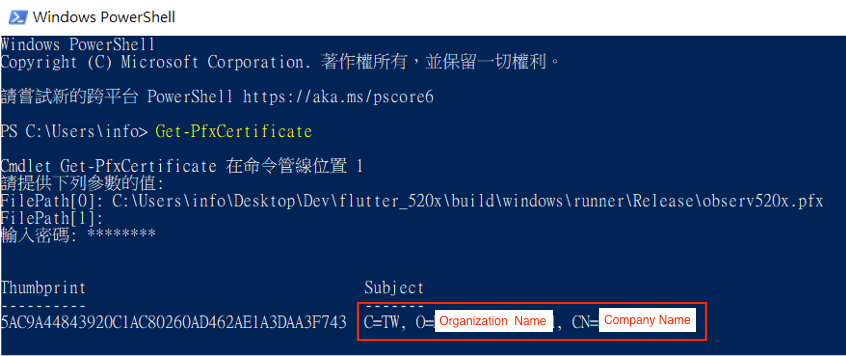 Windows PowerShell
Windows PowerShell
Copyright (C) Microsoft Corporation. 著作權所有，並保留一切權利。
請嘗試新的跨平台 PowerShell https://aka.ms/pscore6
PS C:\Users\info> Get-PfxCertificate
Cmdlet Get-PfxCertificate 在命令管線位置 1
請提供下列參數的值:
FilePath[0]: C:\Users\info\Desktop\Dev\flutter_520x\build\windows\runner\Release\observ520x.pfx
FilePath[1]:
輸入密碼: ********
Thumbprint Subject
---------- -------
5AC9A44843920C1AC80260AD462AE1A3DAA3F743 C=TW, O=Organization Name, CN=Company Name